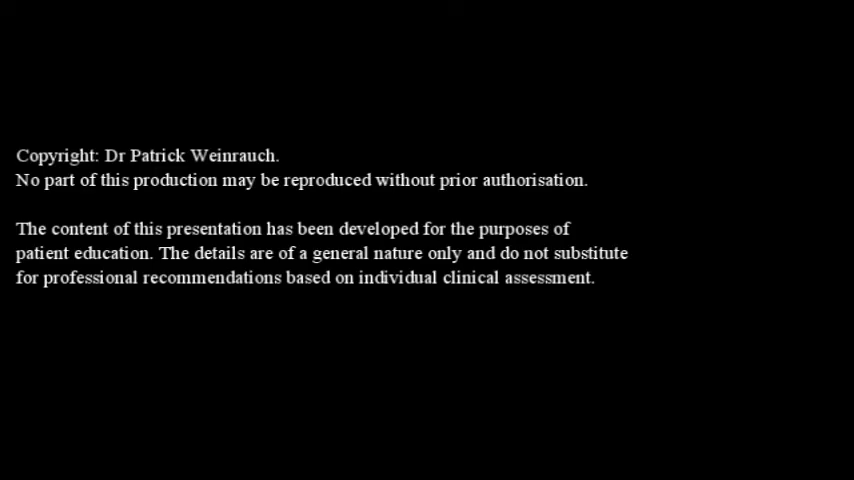 Copyright: Dr Patrick Weinrauch.
No part of this production may be reproduced without prior authorisation.
The content of this presentation has been developed for the purposes of
patient education. The details are of a general nature only and do not substitute
for professional recommendations based on individual clinical assessment.